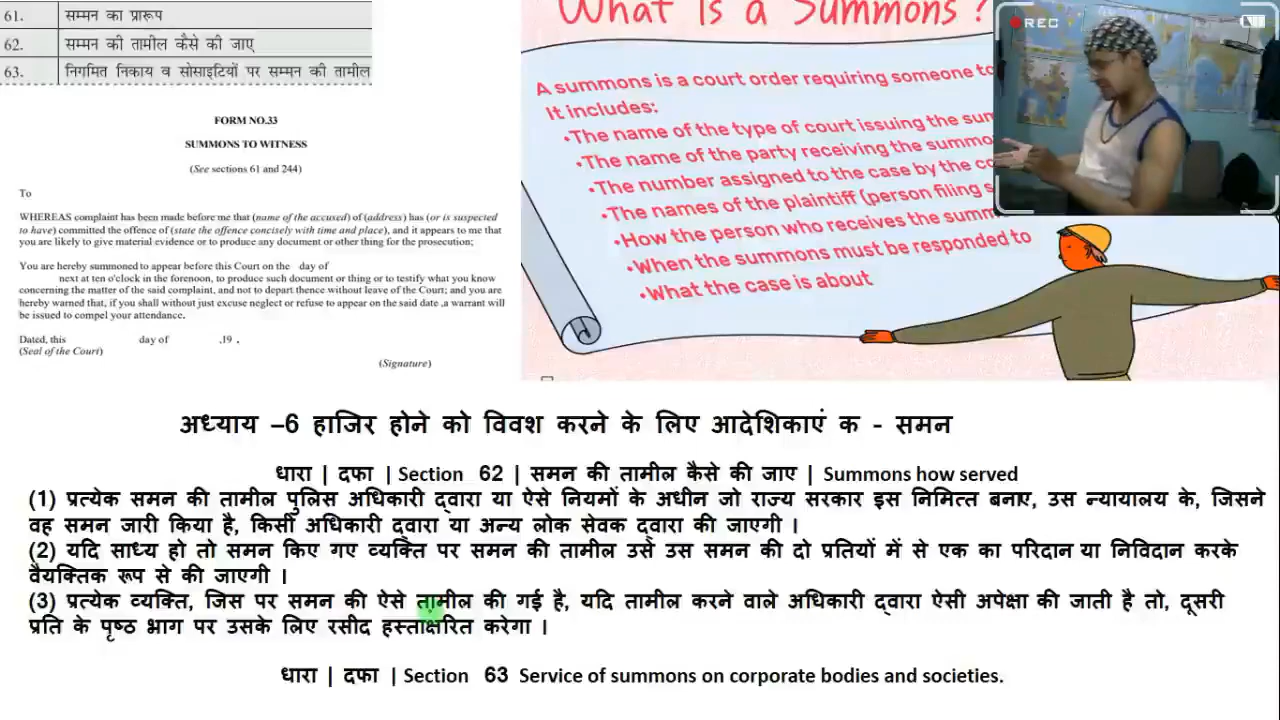 61. सम्मन का प्रारूप
62. सम्मन की तामील कैसे की जाए
63. निगमित निकाय व सोसाइटियों पर सम्मन की तामील
FORM NO.33
SUMMONS TO WITNESS
(See sections 61 and 244)
To
WHEREAS complaint has been made before me that (name of the accused) of (address) has (or is suspected
to have) committed the offence of (state the offence concisely with time and place), and it appears to me that
you are likely to give material evidence or to produce any document or other thing for the prosecution;
You are hereby summoned to appear before this Court on the day of
next at ten o'clock in the forenoon, to produce such document or thing or to testify what you know
concerning the matter of the said complaint, and not to depart thence without leave of the Court; and you are
hereby warned that, if you shall without just excuse neglect or refuse to appear on the said date ,a warrant will
be issued to compel your attendance.
Dated, this day of ,19 .
(Seal of the Court)
(Signature)
What is a Summons ?
A summons is a court order requiring someone to
It includes:
•The name of the type of court issuing the sum
•The name of the party receiving the summo
•The number assigned to the case by the co
•The names of the plaintiff (person filing s
•How the person who receives the summ
•When the summons must be responded to
•What the case is about
REC
अध्याय –6 हाजिर होने को विवश करने के लिए आदेशिकाएं क - समन
धारा | दफा | Section 62 | समन की तामील कैसे की जाए | Summons how served
(1) प्रत्येक समन की तामील पुलिस अधिकारी द्वारा या ऐसे नियमों के अधीन जो राज्य सरकार इस निमित्त बनाए, उस न्यायालय के, जिसने
वह समन जारी किया है, किसी अधिकारी द्वारा या अन्य लोक सेवक द्वारा की जाएगी ।
(2) यदि साध्य हो तो समन किए गए व्यक्ति पर समन की तामील उसे उस समन की दो प्रतियों में से एक का परिदान या निविदान करके
वैयक्तिक रूप से की जाएगी ।
(3) प्रत्येक व्यक्ति, जिस पर समन की ऐसे तामील की गई है, यदि तामील करने वाले अधिकारी द्वारा ऐसी अपेक्षा की जाती है तो, दूसरी
प्रति के पृष्ठ भाग पर उसके लिए रसीद हस्ताक्षरित करेगा ।
धारा | दफा | Section 63 Service of summons on corporate bodies and societies.